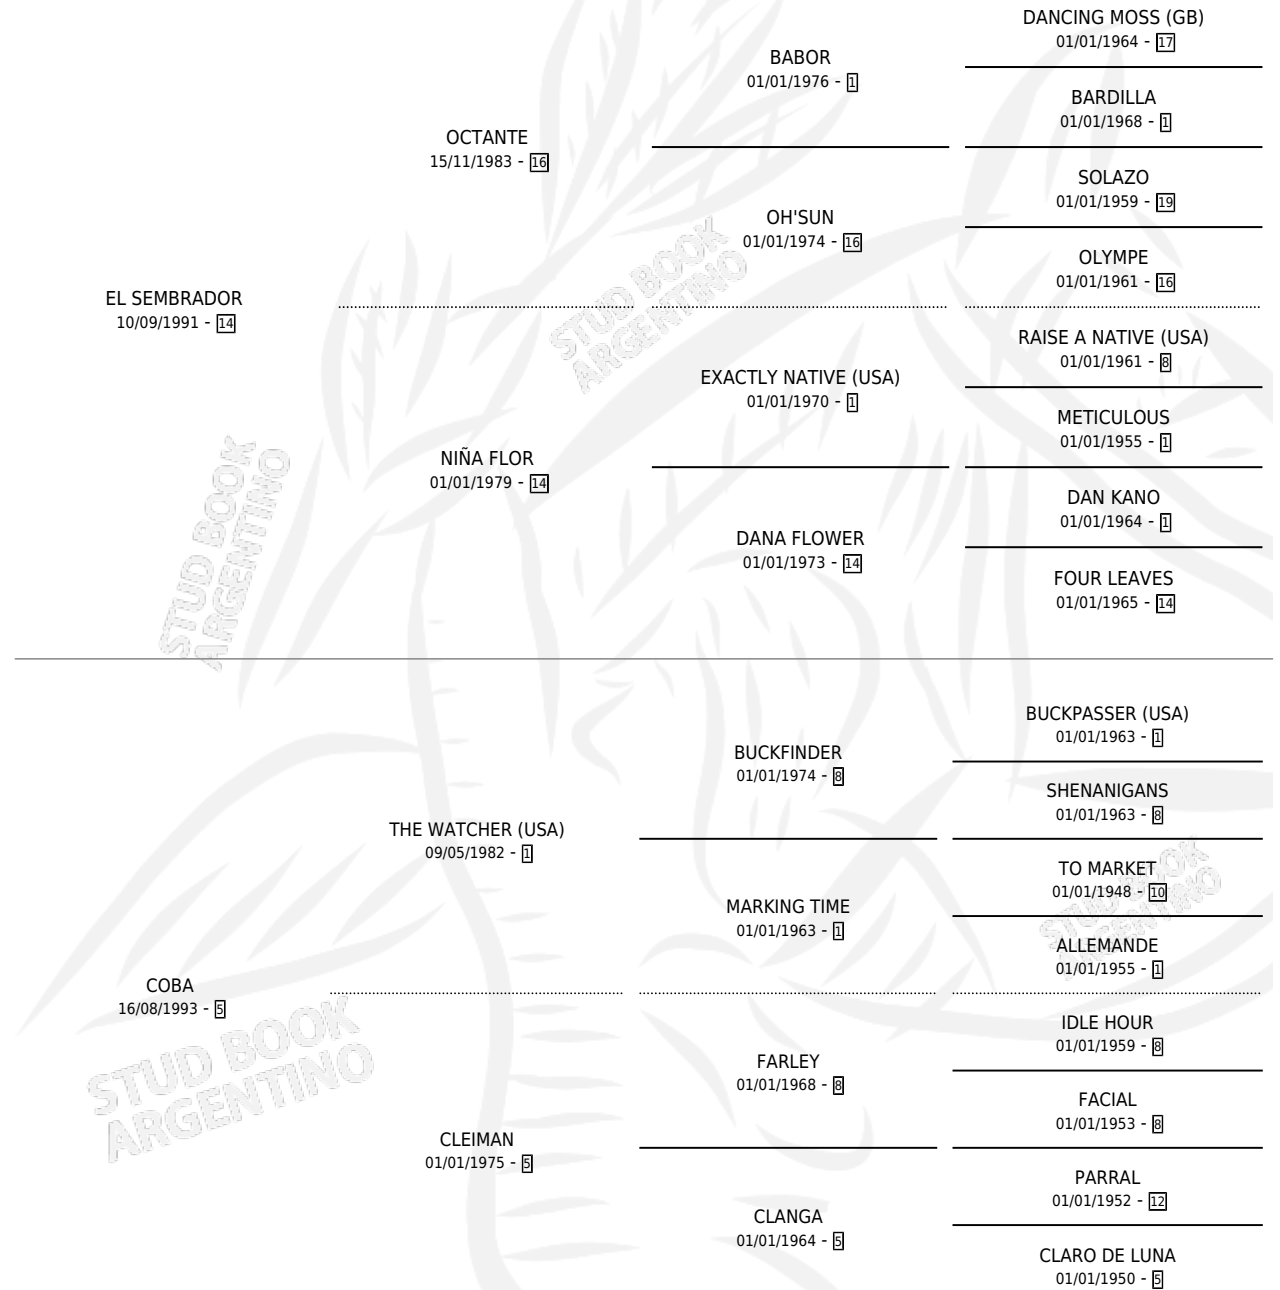 DANCING MOSS (GB)
01/01/1964 - 17
BABOR
01/01/1976 - 1
BARDILLA
01/01/1968 - 1
OCTANTE
15/11/1983 - 16
SOLAZO
01/01/1959 - 19
OH'SUN
01/01/1974 - 16
OLYMPE
01/01/1961 - 16
EL SEMBRADOR
10/09/1991 - 14
RAISE A NATIVE (USA)
01/01/1961 - 8
EXACTLY NATIVE (USA)
01/01/1970 - 1
METICULOUS
01/01/1955 - 1
NIÑA FLOR
01/01/1979 - 14
DAN KANO
01/01/1964 - 1
DANA FLOWER
01/01/1973 - 14
FOUR LEAVES
01/01/1965 - 14
BUCKPASSER (USA)
01/01/1963 - 1
BUCKFINDER
01/01/1974 - 8
SHENANIGANS
01/01/1963 - 8
THE WATCHER (USA)
09/05/1982 - 1
TO MARKET
01/01/1948 - 10
MARKING TIME
01/01/1963 - 1
ALLEMANDE
01/01/1955 - 1
COBA
16/08/1993 - 5
IDLE HOUR
01/01/1959 - 8
FARLEY
01/01/1968 - 8
FACIAL
01/01/1953 - 8
CLEIMAN
01/01/1975 - 5
PARRAL
01/01/1952 - 12
CLANGA
01/01/1964 - 5
CLARO DE LUNA
01/01/1950 - 5
STUD BOOK
ARGENTINO
STUD BOOK
ARGENTINO
STUD BOOK
ARGENTINO
STUD BOOK
ARGENTINO